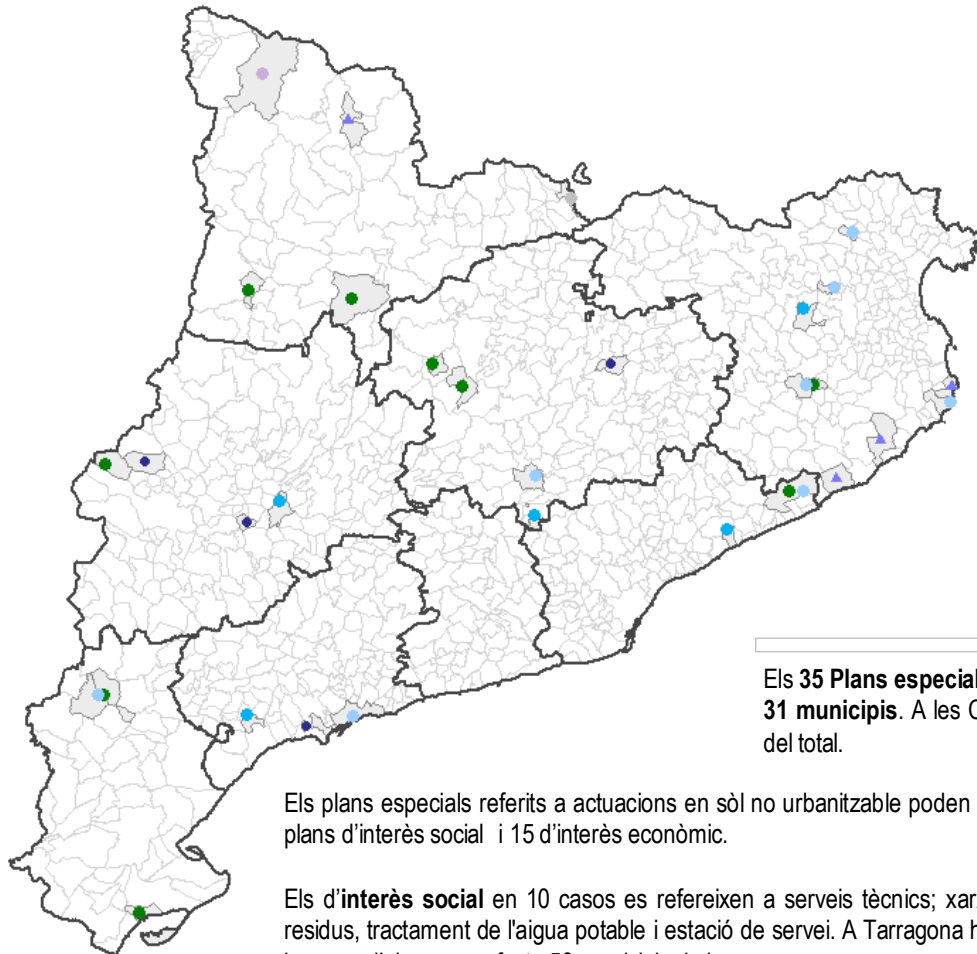 Els 35 Plans especial
31 municipis. A les C
del total.
Els plans especials referits a actuacions en sòl no urbanitzable poden
plans d'interès social i 15 d'interès econòmic.
Els d'interès social en 10 casos es refereixen a serveis tècnics; xar
residus, tractament de l'aigua potable i estació de servei. A Tarragona h